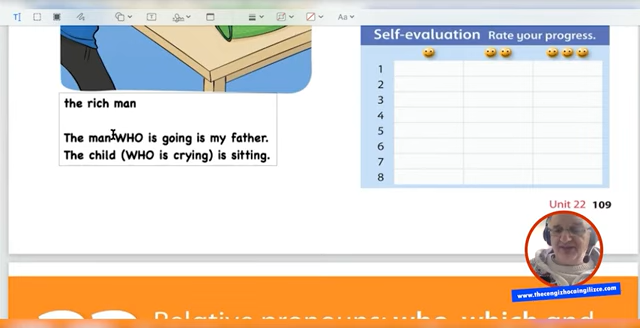 Aa
Self-evaluation Rate your progress.
1
2
3
4
5
6
7
8
the rich man
The man WHO is going is my father.
The child (WHO is crying) is sitting.
Unit 22 109
www.thecengizhocaingilizce.com
Relative pronouns: who, which and